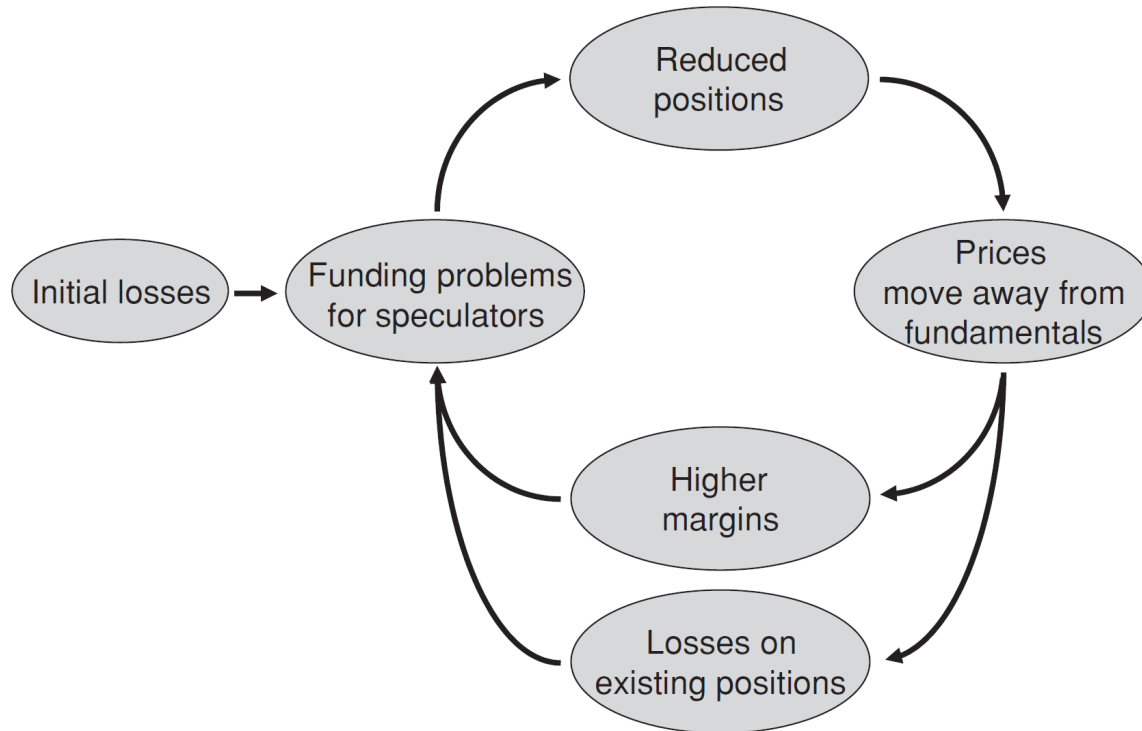 Reduced
positions
Initial losses
Funding problems
for speculators
Prices
move away from
fundamentals
Higher
margins
Losses on
existing positions